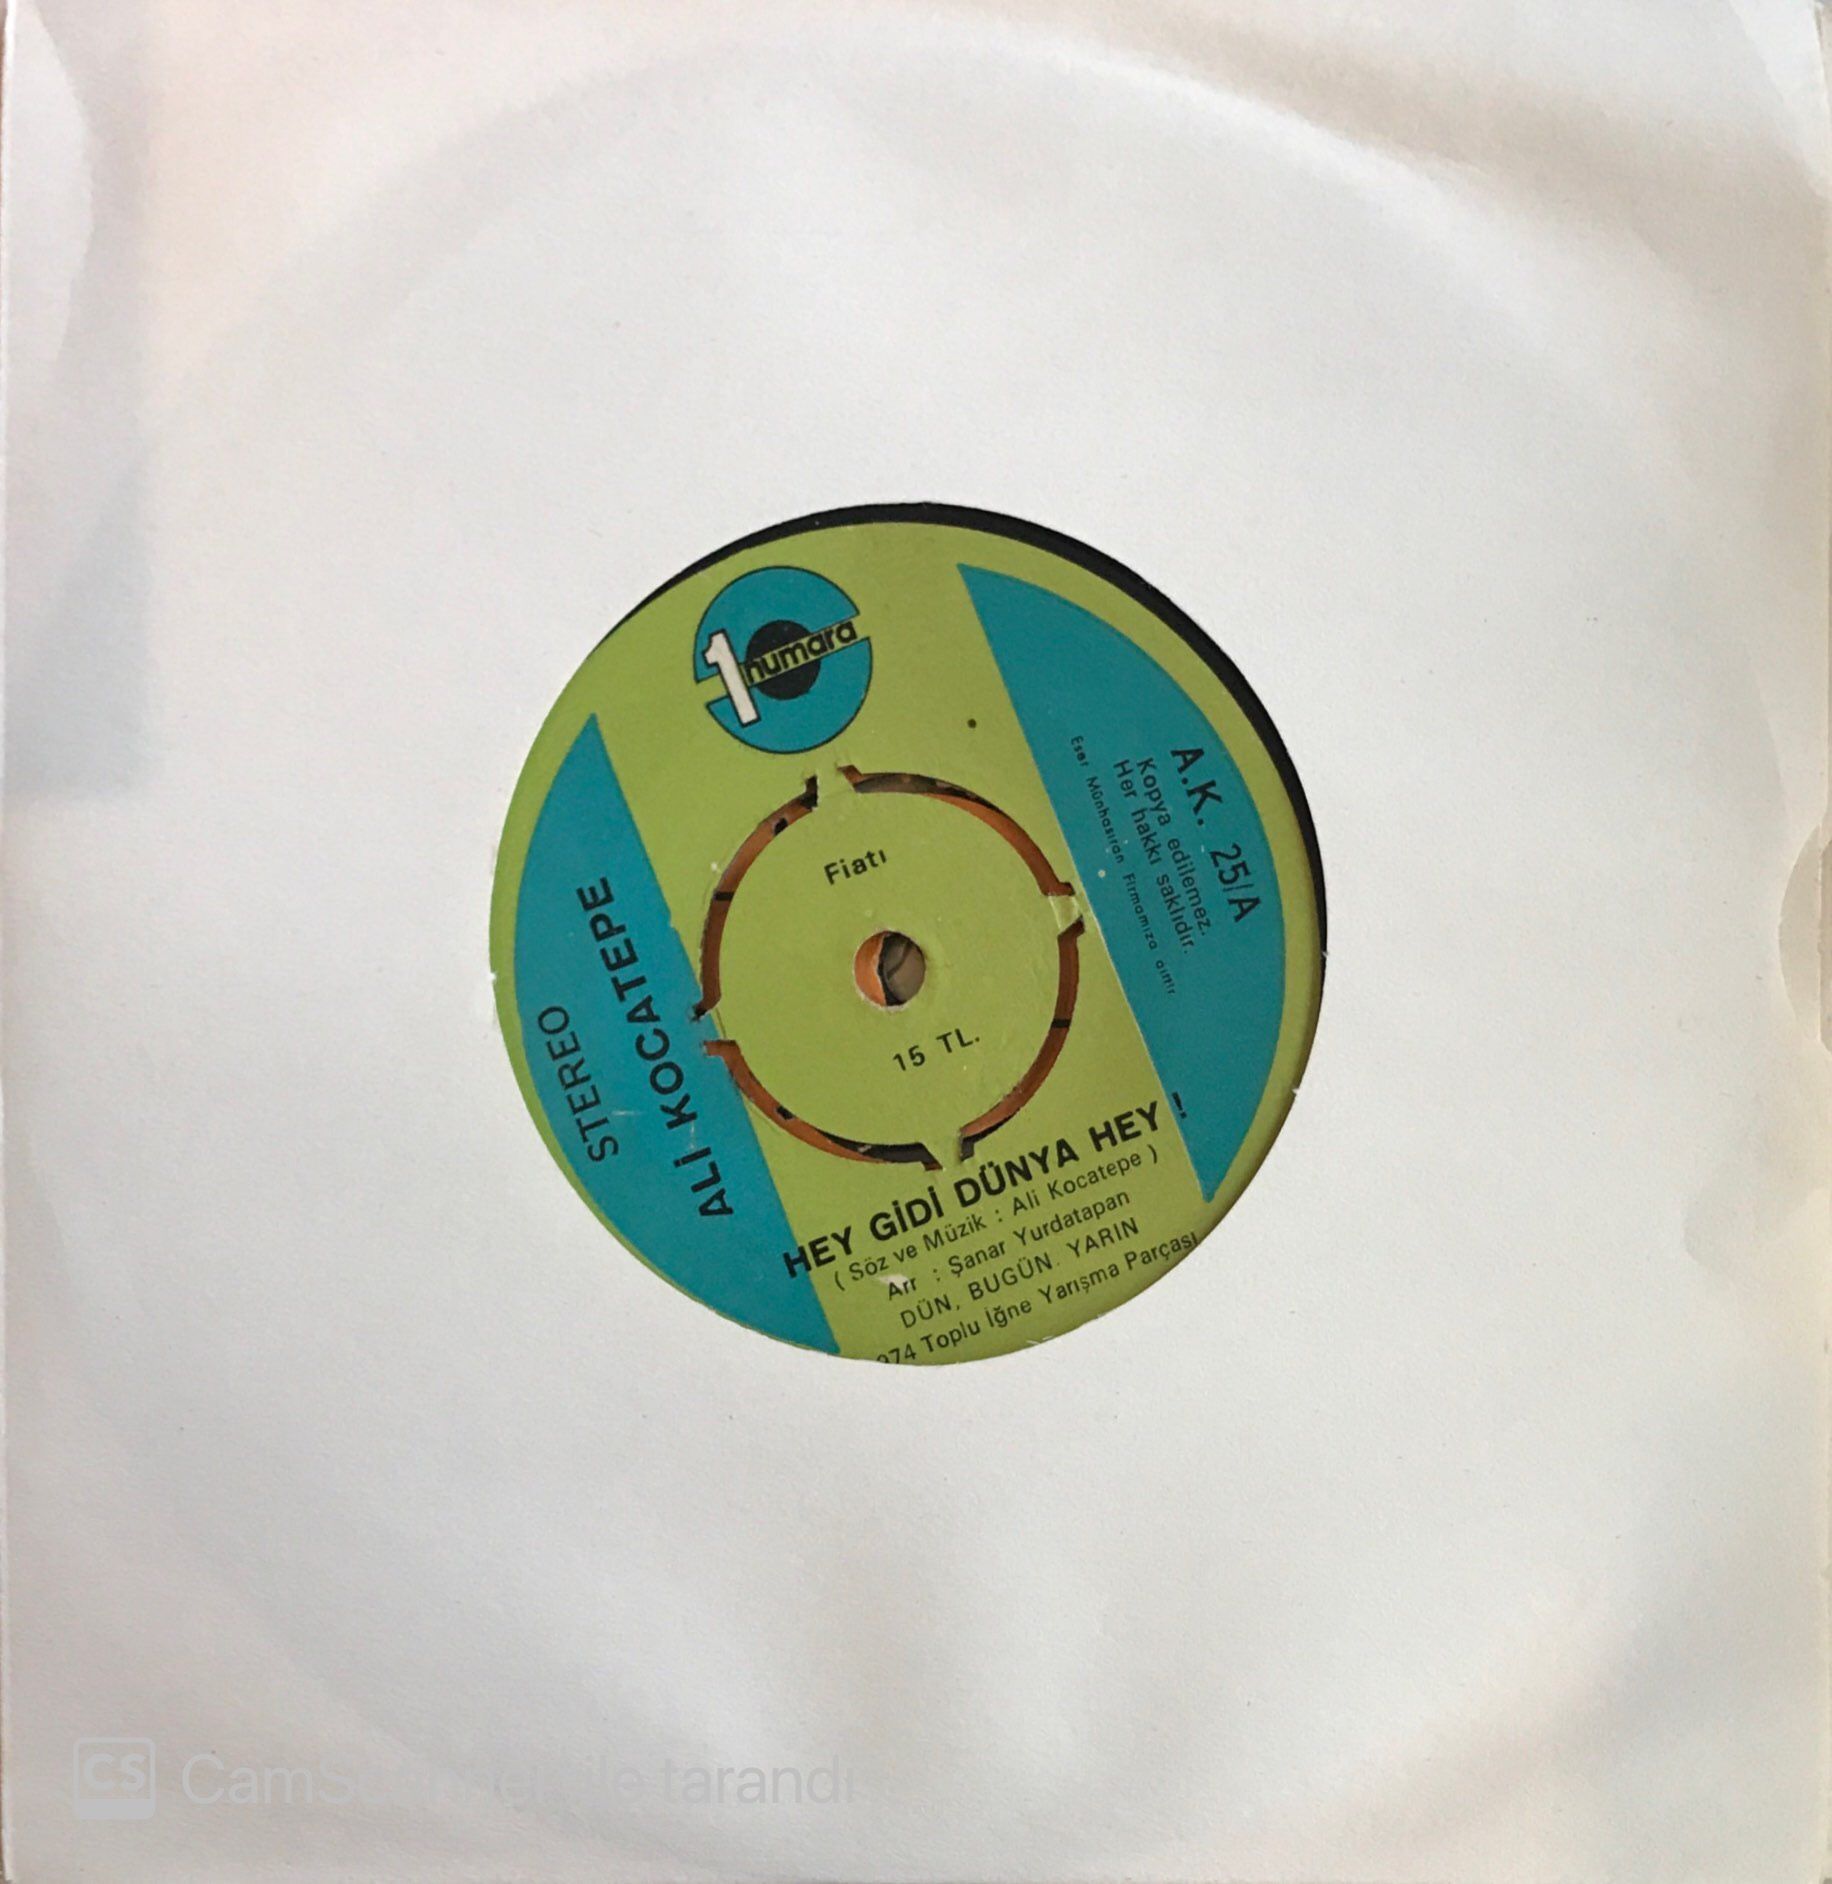 1 numara
A.K. 25/A
Kopya edilemez.
Her hakkı saklıdır.
Eser Münhasıran Firmamıza aittir
STEREO
ALİ KOCATEPE
Fiatı
15 TL.
HEY GİDİ DÜNYA HEY
( Söz ve Müzik : Ali Kocatepe )
Arr : Şanar Yurdatapan
DÜN, BUGÜN. YARIN
974 Toplu İğne Yarışma Parçası
CS CamScanner ile tarandı